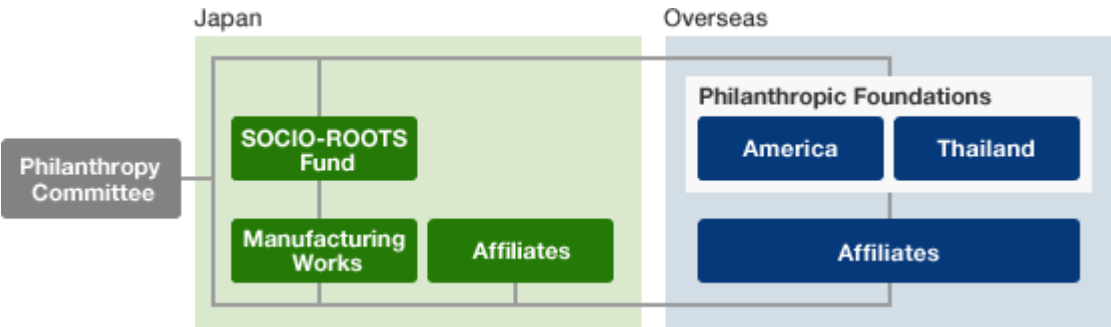 Japan
Overseas
Philanthropic Foundations
SOCIO-ROOTS
Fund
America
Thailand
Philanthropy
Committee
Manufacturing
Works
Affiliates
Affiliates